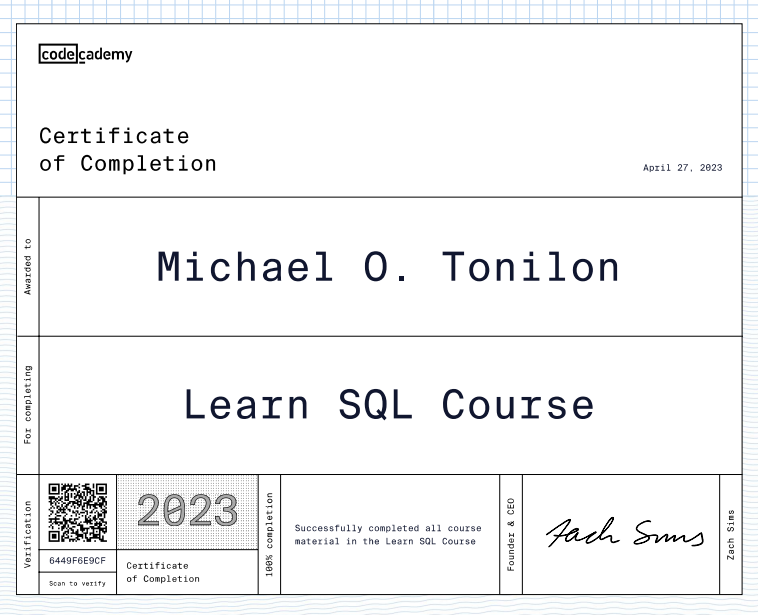 codecademy
Certificate
of Completion
April 27, 2023
Awarded to
Michael O. Tonilon
For completing
Learn SQL Course
Verification
6449F6E9CF
Scan to verify
2023
Certificate
of Completion
100% completion
Successfully completed all course
material in the Learn SQL Course
Founder & CEO
Zach Sims
Zach Sims